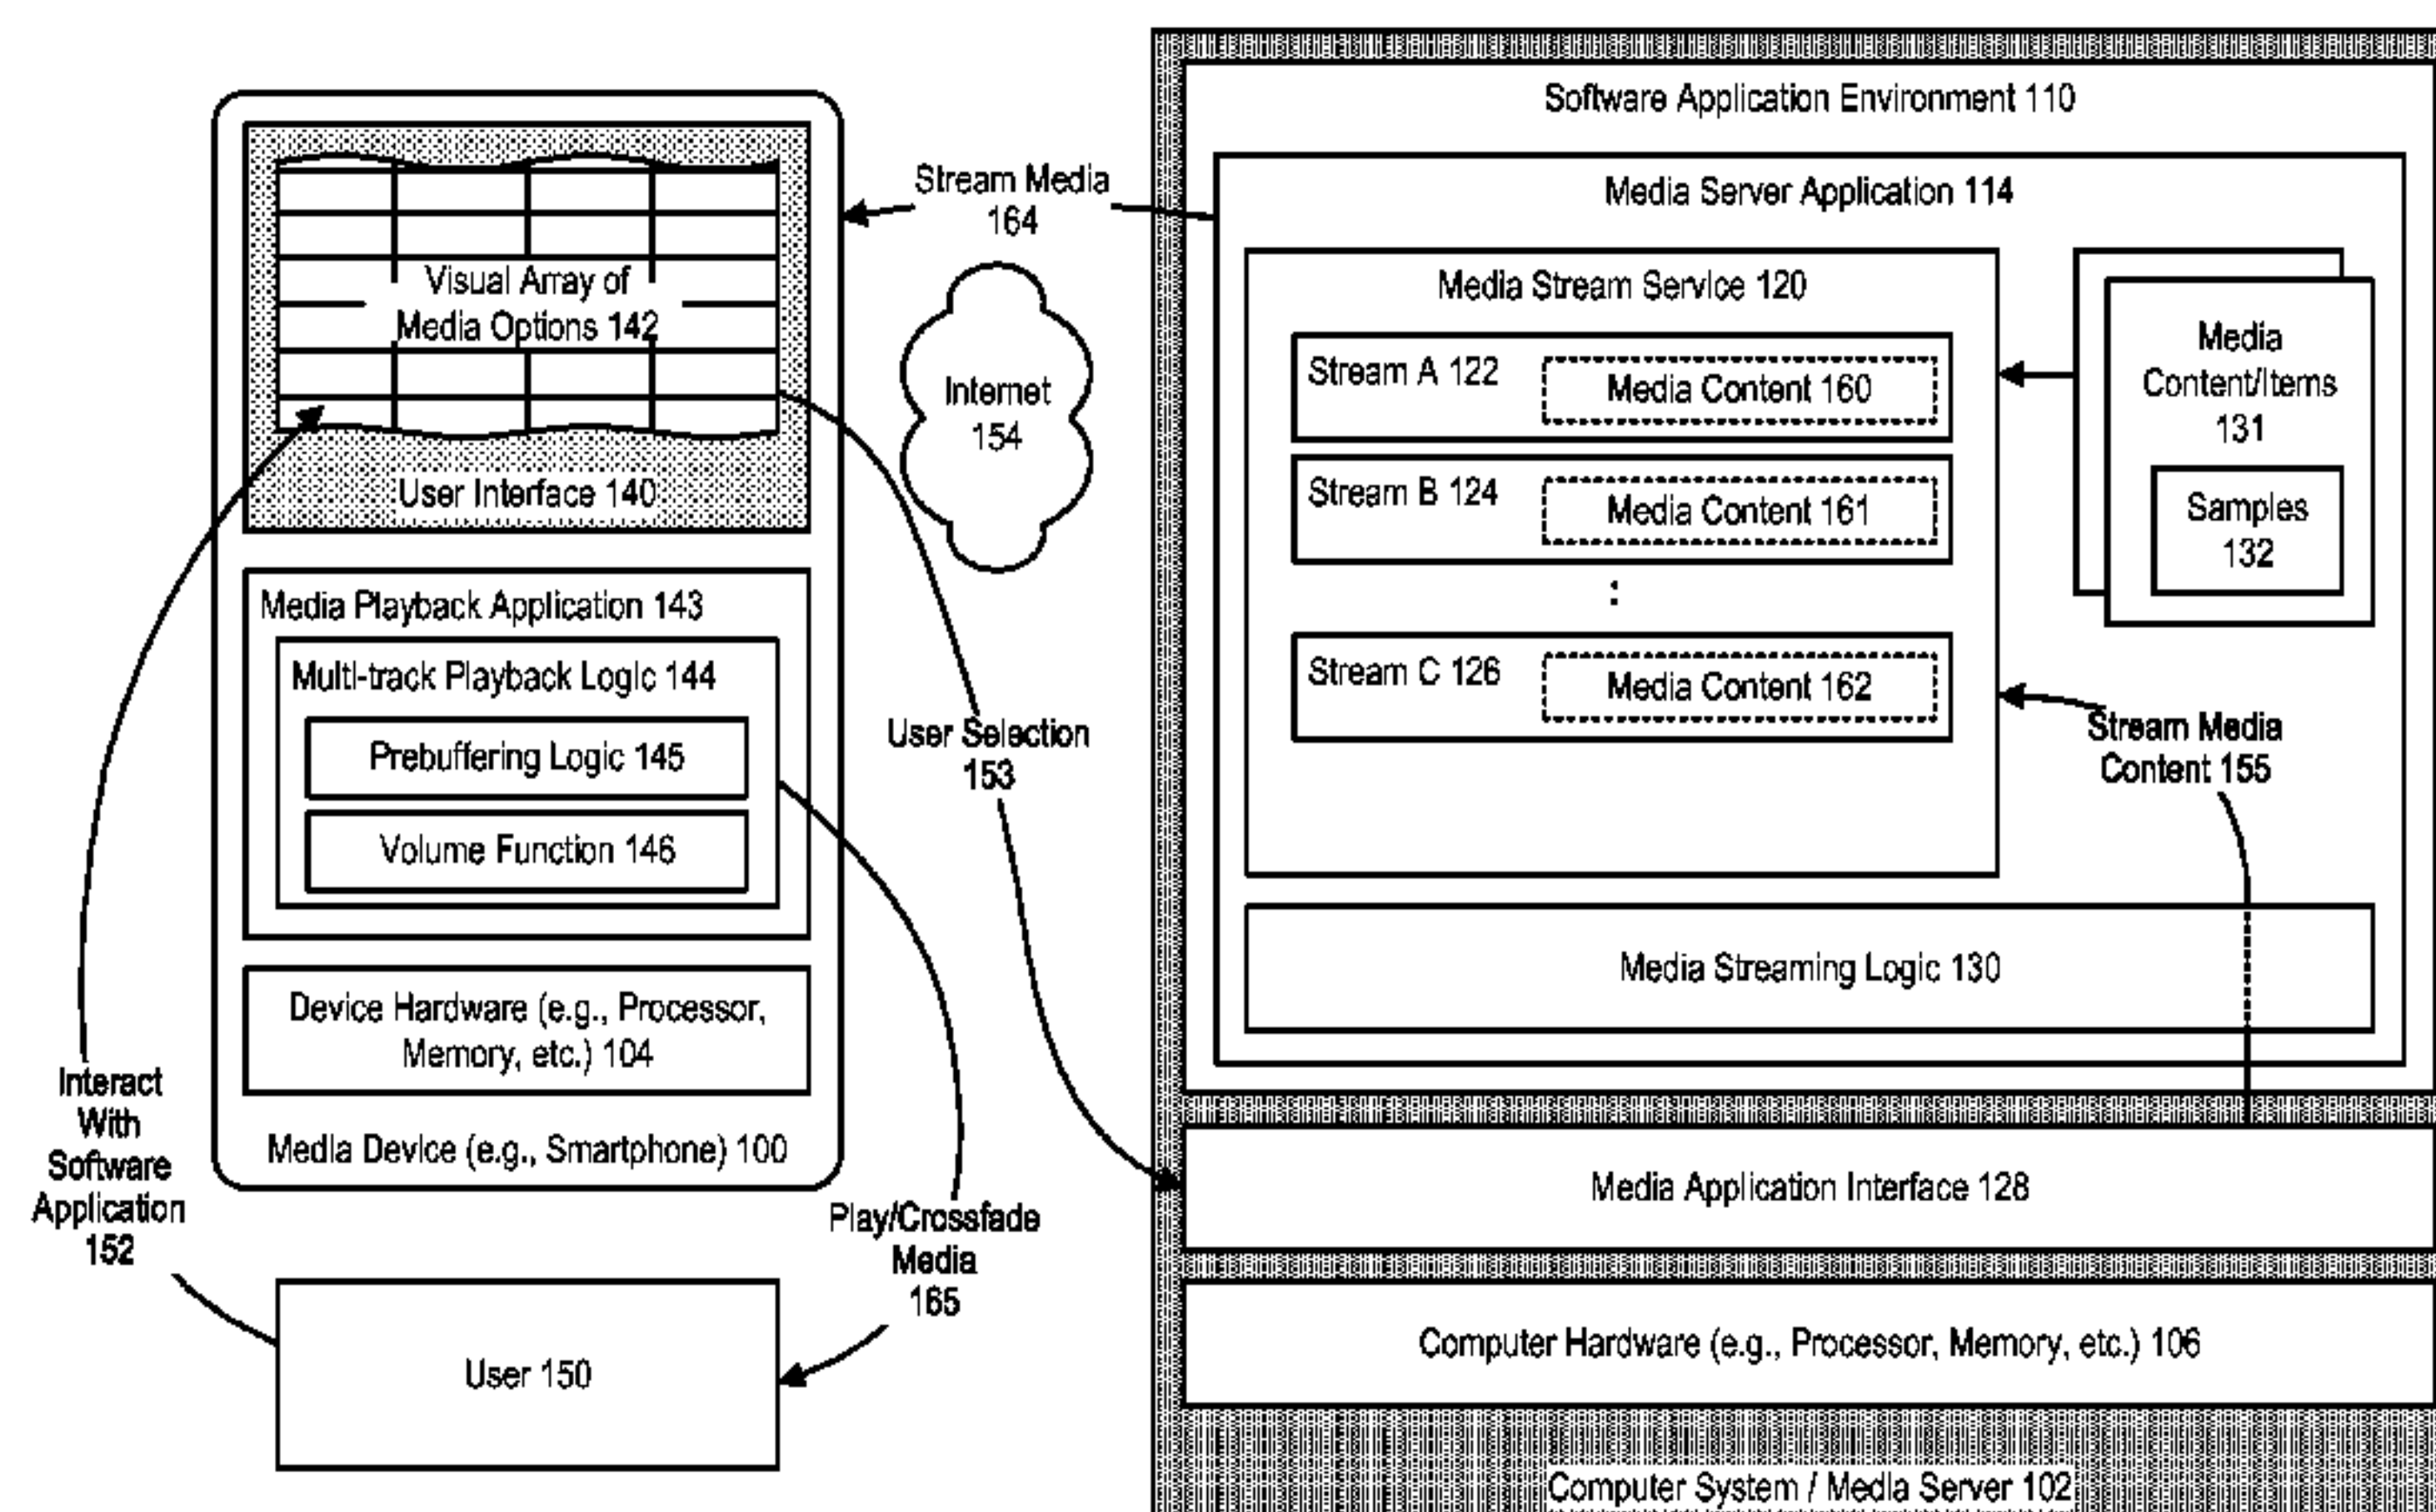 Visual Array of
Media Options 142
User Interface 140
Media Playback Application 143
Multi-track Playback Logic 144
Prebuffering Logic 145
Volume Function 146
Device Hardware (e.g., Processor,
Memory, etc.) 104
Media Device (e.g., Smartphone) 100
Interact
With
Software
Application
152
User 150
Stream Media
164
Internet
154
User Selection
153
Play/Crossfade
Media
165
Software Application Environment 110
Media Server Application 114
Media Stream Service 120
Stream A 122
Media Content 160
Stream B 124
Media Content 161
:
Stream C 126
Media Content 162
Media
Content/Items
131
Samples
132
Stream Media
Content 155
Media Streaming Logic 130
Media Application Interface 128
Computer Hardware (e.g., Processor, Memory, etc.) 106
Computer System / Media Server 102